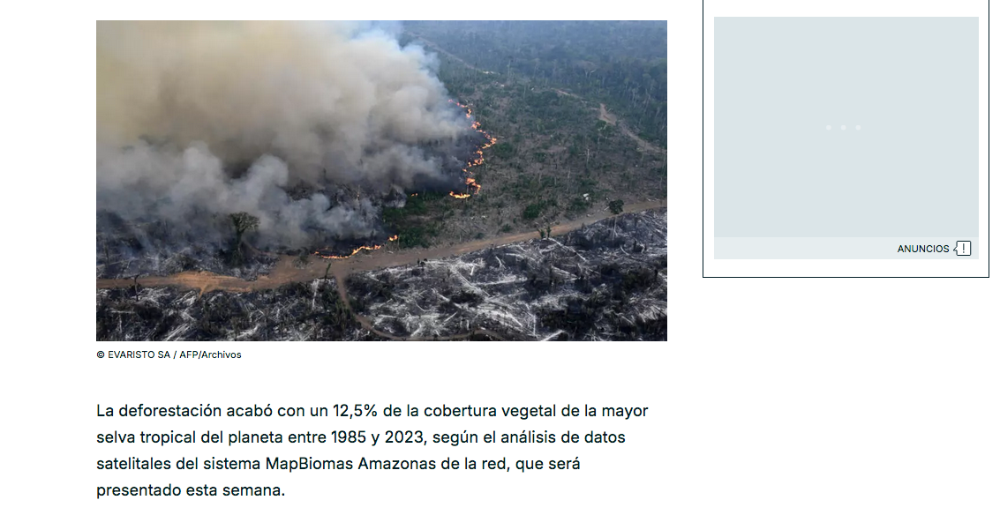 © EVARISTO SA / AFP/Archivos
La deforestación acabó con un 12,5% de la cobertura vegetal de la mayor
selva tropical del planeta entre 1985 y 2023, según el análisis de datos
satelitales del sistema MapBiomas Amazonas de la red, que será
presentado esta semana.
ANUNCIOS